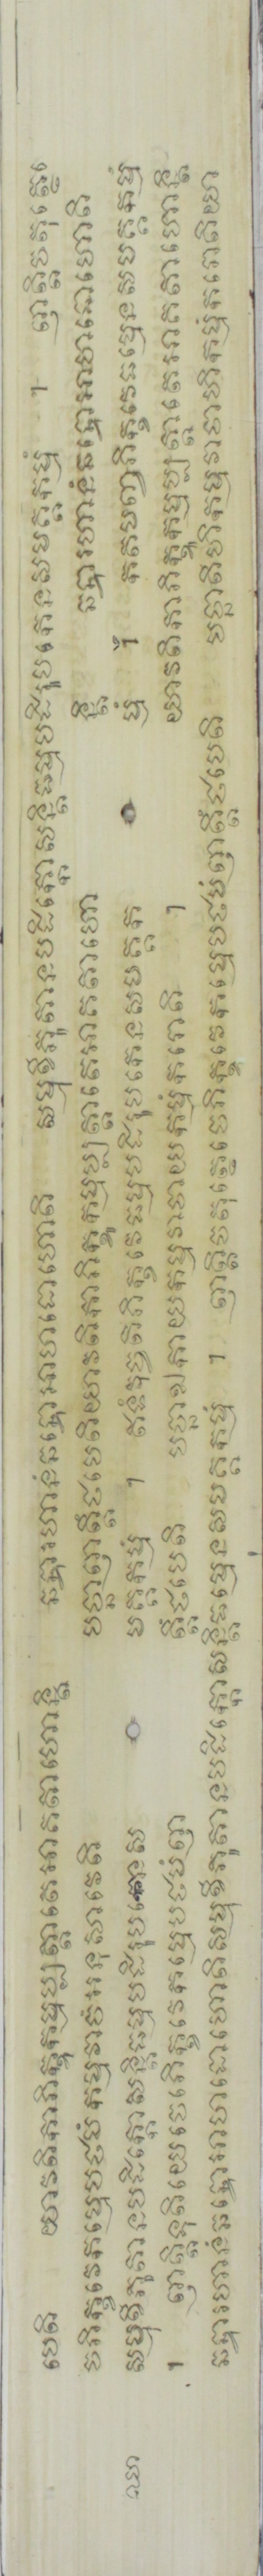 បេតិ យាវតិកាភិក្ខូកម្មប្បត្តាតេអាគតាហោន្តិ ឆន្ទារហានំឆន្ទោអាហដោហោតិ សម្មុខីភូតានបដិក្កោសន្តិធម្មបដិរូបកេនសមគ្គកម្មំ ។ ញត្តិចតុត្ថេ
ចភិក្ខវេកម្មេបឋមំកម្មវាចំអនុសាវេតិ បច្ឆាញត្តឹឋបេតិយាវតិកាភិក្ខូកម្មប្បត្តាតេអាគតាហោ ន្តិ ឆន្ទារហានំឆន្ទោអាហដោហោតិ
ឈា សម្មុខីភូតានបដិក្កោសន្តិធម្មបដិរូបកេនស មគ្គកម្មំ ។ ឥទំវុច្ចតិភិក្ខវេធម្មបដិរូបកេនសមគ្គក ម្មំ ។ កតមញ្ចភិក្ខវេធម្មេនសមគ្គកម្មំ
។ ញត្តិទុតិយេចេភិក្ខវេកម្មេបឋមំញ ត្តឹឋបេតិ បច្ឆាឯកាយកម្មវាចាយកម្មំករោតិ ។ យាវតិកាភិក្ខូកម្មប្បត្តាតេអាគតាហោន្តិ
ឆន្ទារហានំឆន្ទោអាហដោហោតិសម្មុខីភូតានបដិក្កោសន្តិធម្មេនសមគ្គកម្មំ ។ ញត្តិចតុត្ថេចេភិក្ខវេកម្មេបឋមំញត្តឹឋបេតិ បច្ឆាតីហិកម្មវាចាហិកម្មំករោតិយា